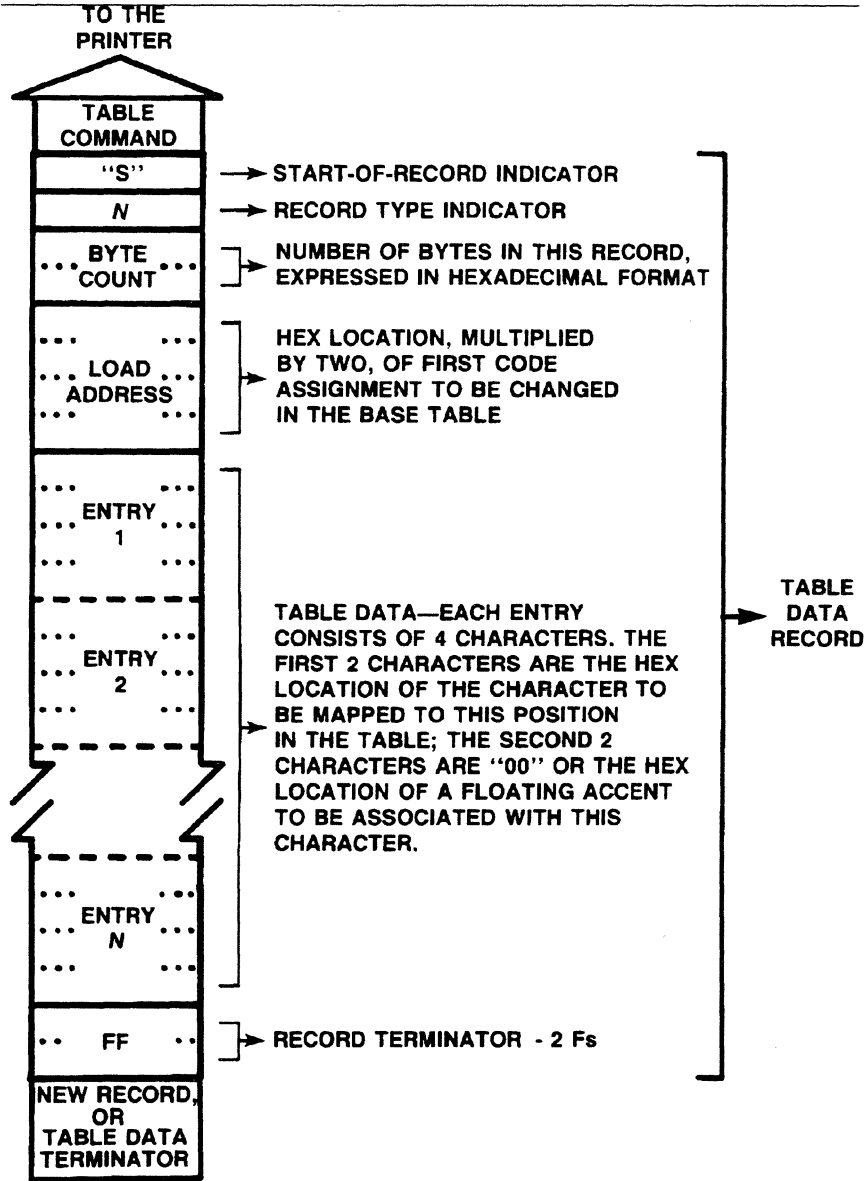 TO THE
PRINTER
TABLE
COMMAND
“S”
START-OF-RECORD INDICATOR
N
RECORD TYPE INDICATOR
BYTE
COUNT
NUMBER OF BYTES IN THIS RECORD,
EXPRESSED IN HEXADECIMAL FORMAT
LOAD
ADDRESS
HEX LOCATION, MULTIPLIED
BY TWO, OF FIRST CODE
ASSIGNMENT TO BE CHANGED
IN THE BASE TABLE
ENTRY
1
ENTRY
2
TABLE DATA—EACH ENTRY
CONSISTS OF 4 CHARACTERS. THE
FIRST 2 CHARACTERS ARE THE HEX
LOCATION OF THE CHARACTER TO
BE MAPPED TO THIS POSITION
IN THE TABLE; THE SECOND 2
CHARACTERS ARE “00” OR THE HEX
LOCATION OF A FLOATING ACCENT
TO BE ASSOCIATED WITH THIS
CHARACTER.
TABLE
DATA
RECORD
ENTRY
N
FF
RECORD TERMINATOR - 2 Fs
NEW RECORD,
OR
TABLE DATA
TERMINATOR